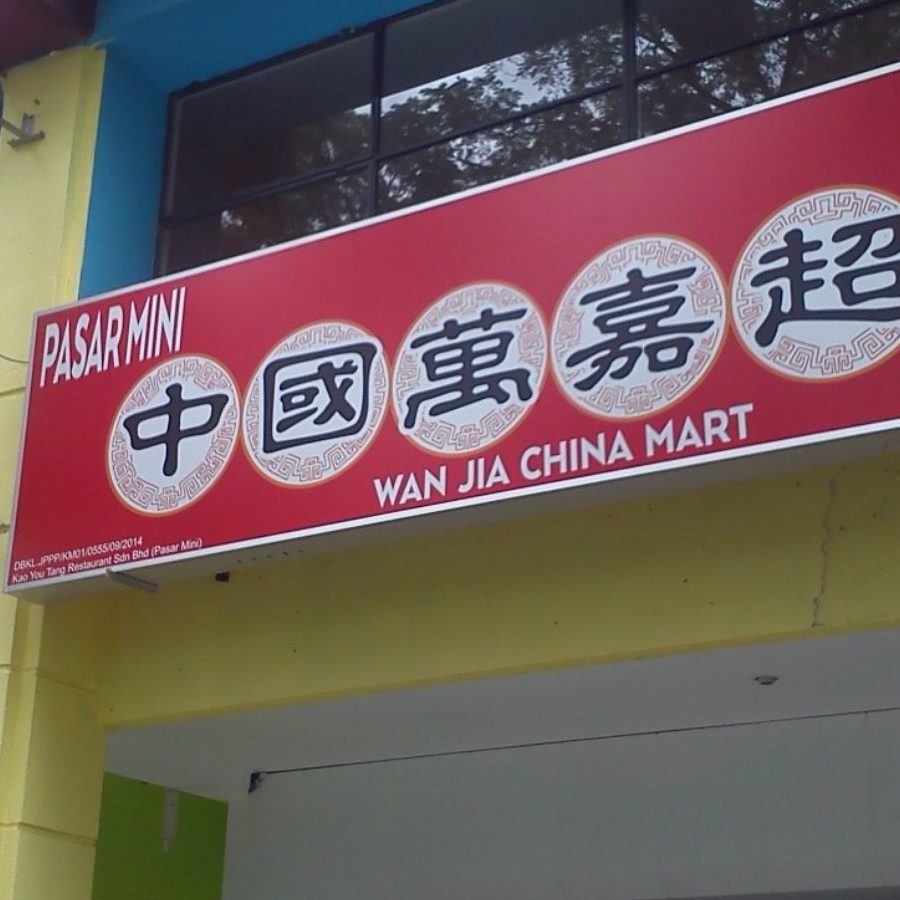 PASAR MINI
中國萬嘉超
WAN JIA CHINA MART
DBKL.JPPP/KM01/0555/09/2014
Kao You Tang Restaurant Sdn Bhd (Pasar Mini)